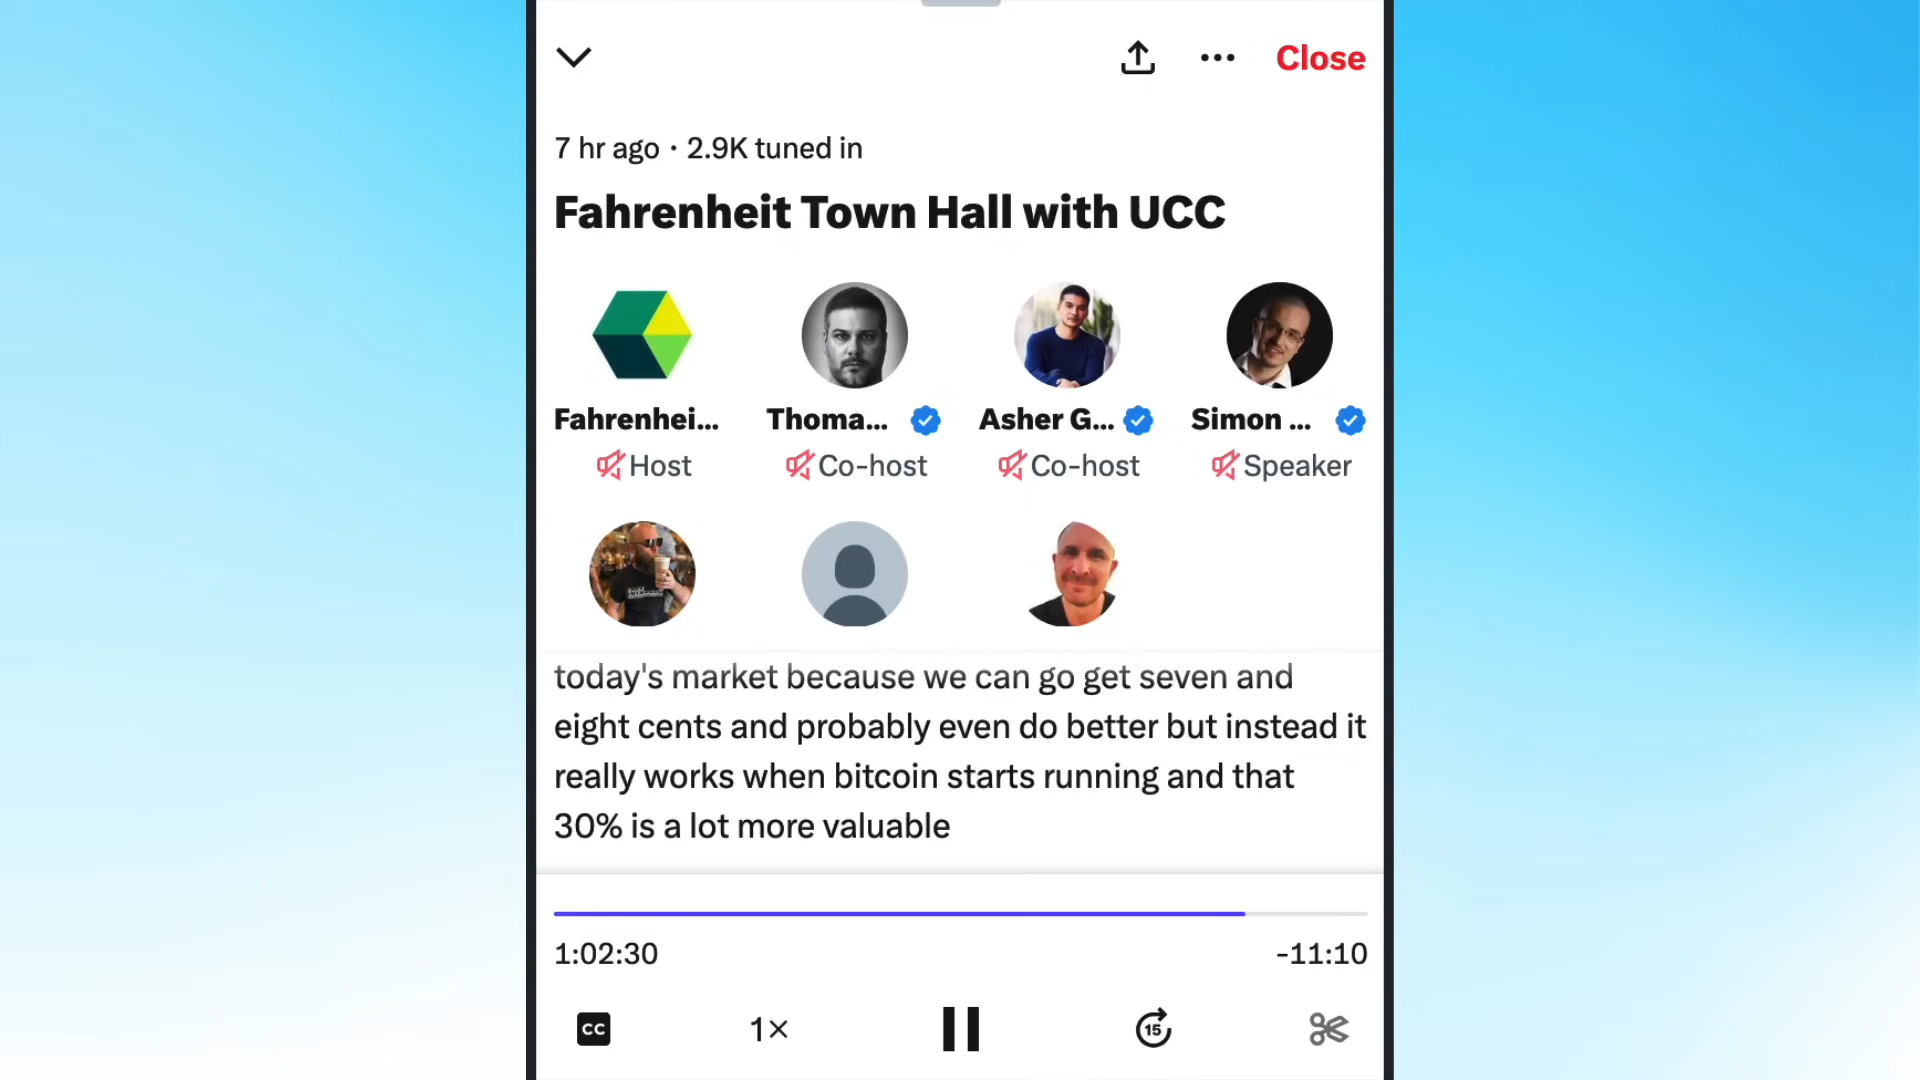 Close
7 hr ago · 2.9K tuned in
Fahrenheit Town Hall with UCC
Fahrenhei... Thoma... Asher G... Simon ...
Host Co-host Co-host Speaker
today's market because we can go get seven and
eight cents and probably even do better but instead it
really works when bitcoin starts running and that
30% is a lot more valuable
1:02:30 -11:10
CC 1× 15